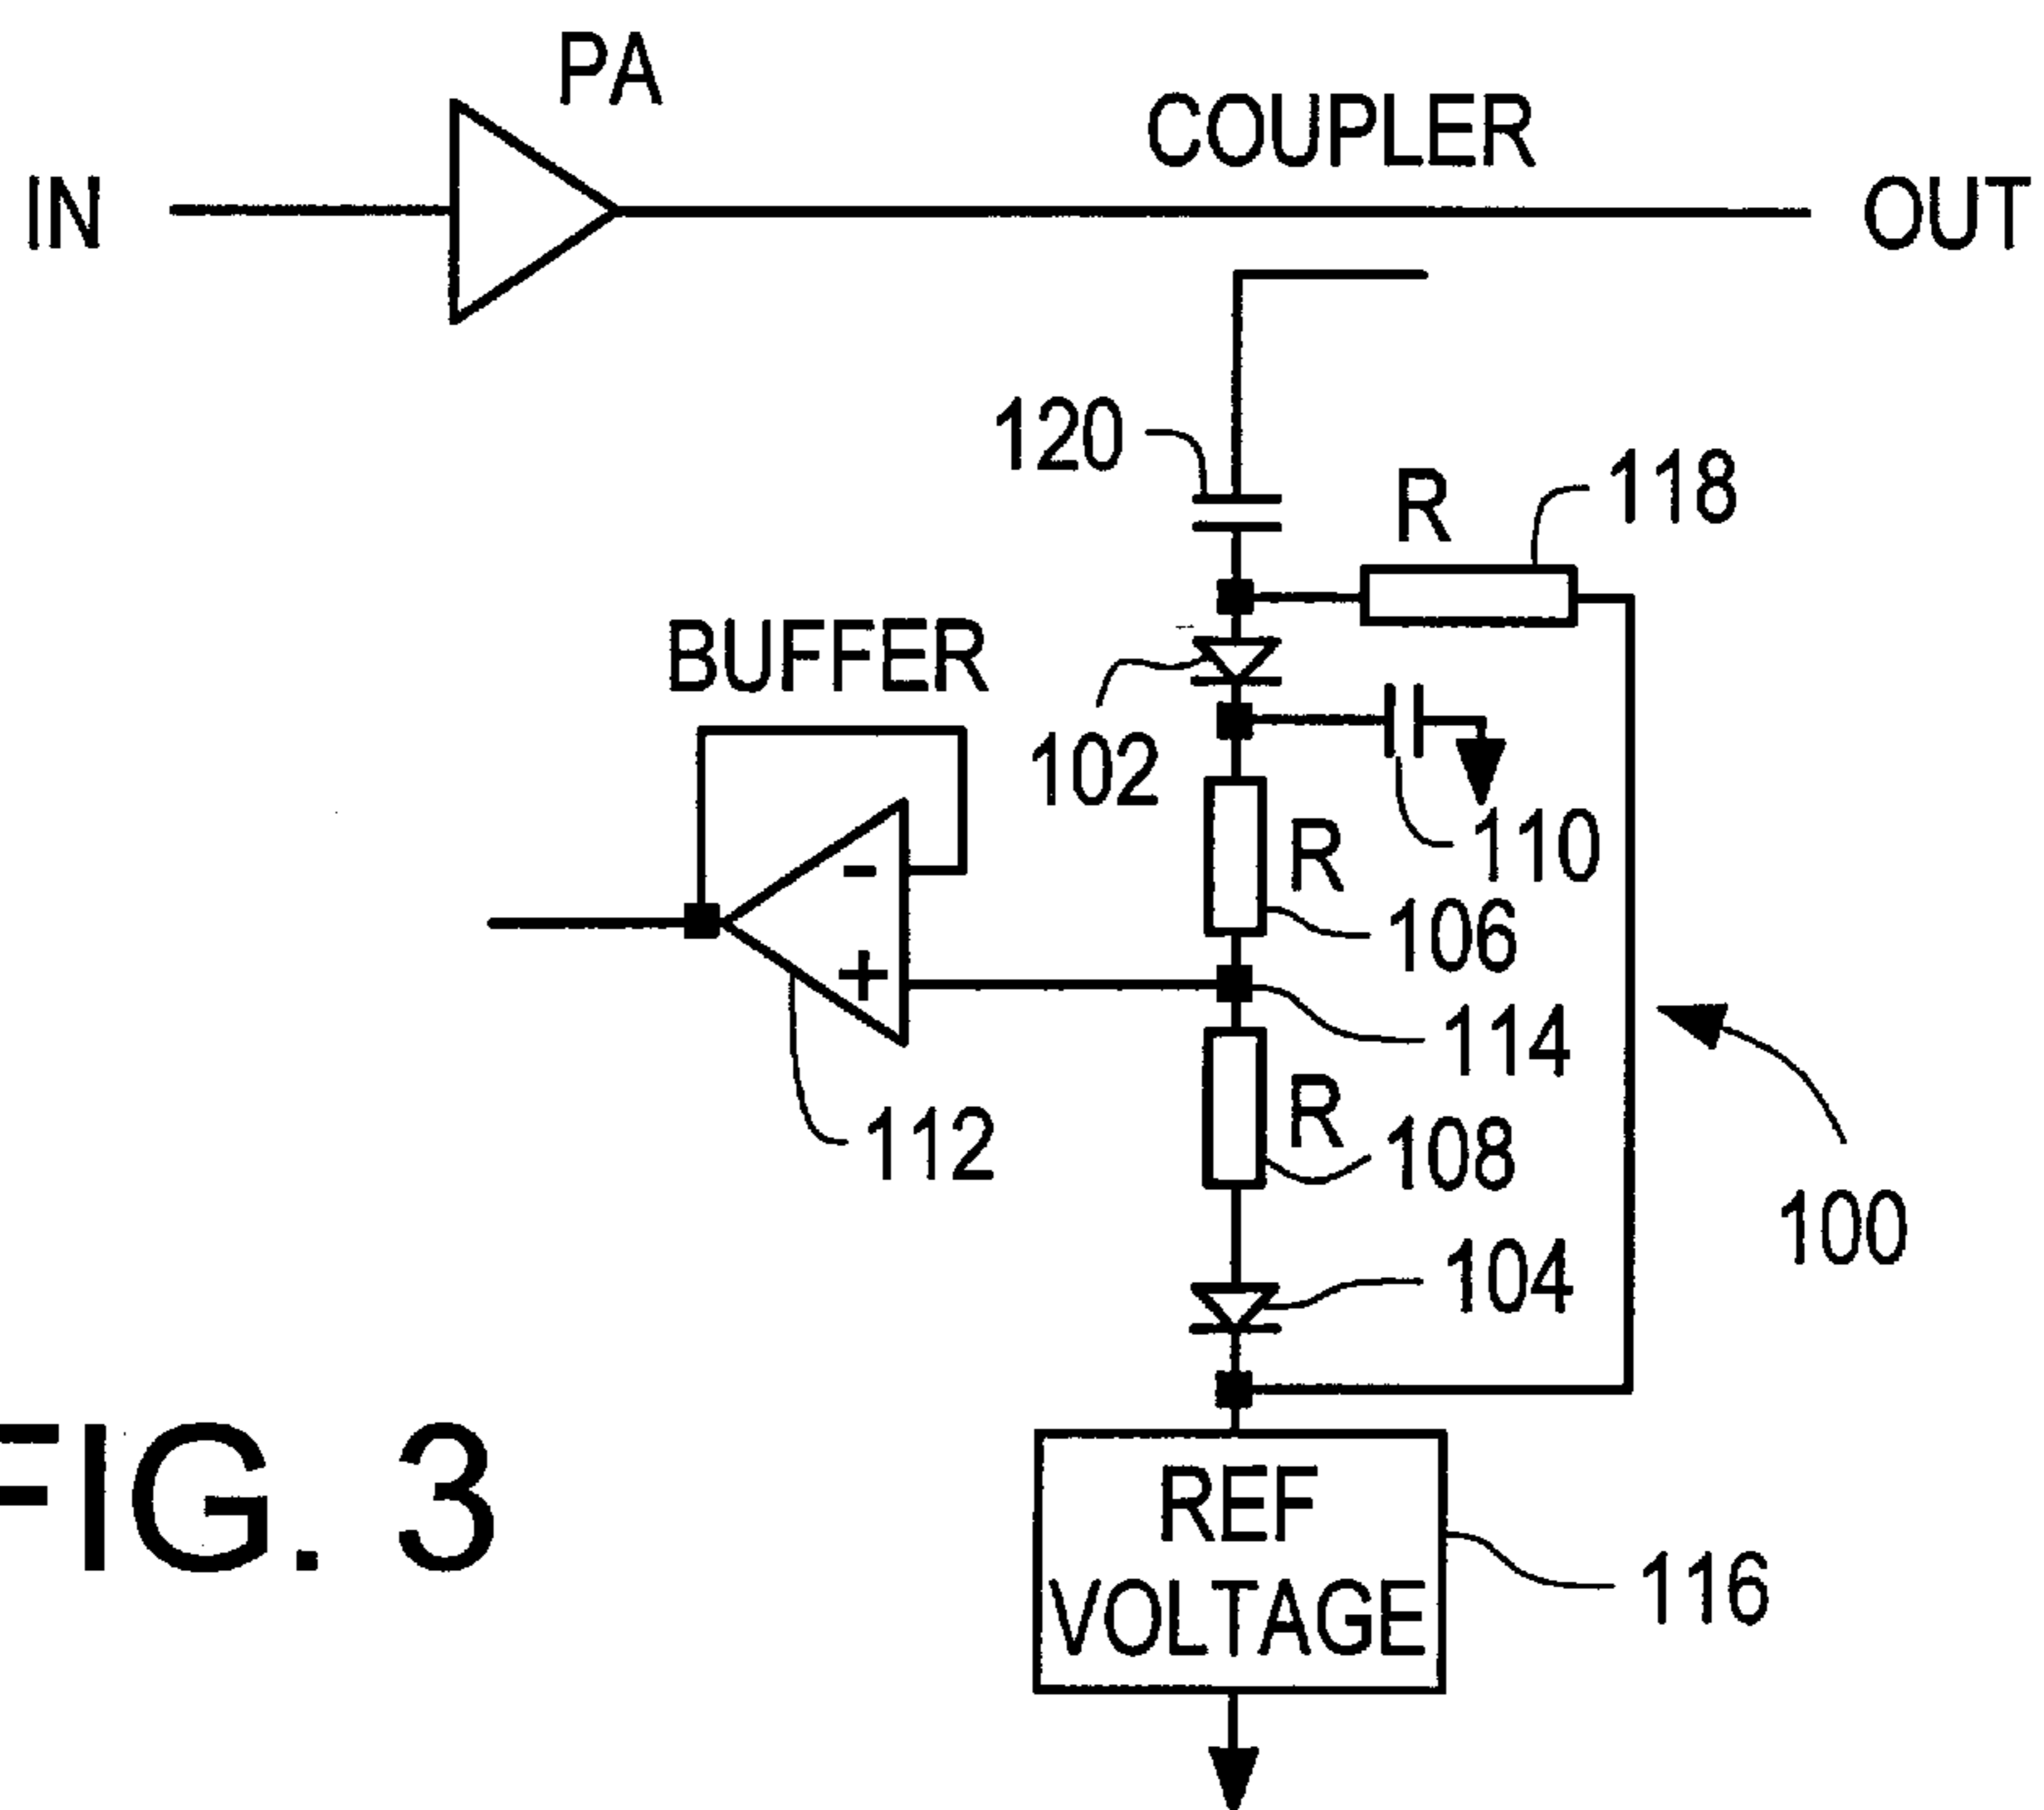 PA
COUPLER
IN
OUT
120
R
118
BUFFER
102
110
R
106
-
+
114
112
R
108
100
104
REF
VOLTAGE
116
FIG. 3